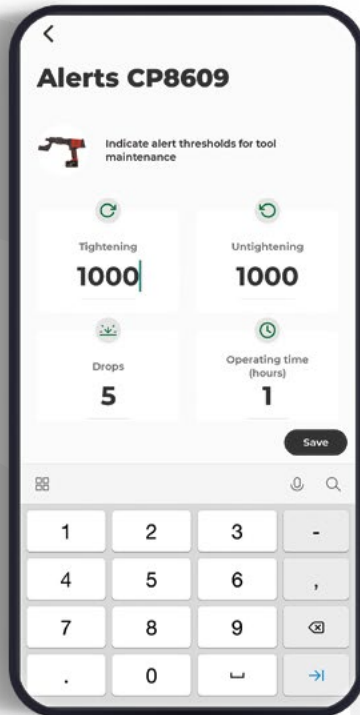 Alerts CP8609
Indicate alert thresholds for tool
maintenance
Tightening
1000
Untightening
1000
Drops
5
Operating time
(hours)
1
Save
1 2 3 -
4 5 6 ,
7 8 9
. 0